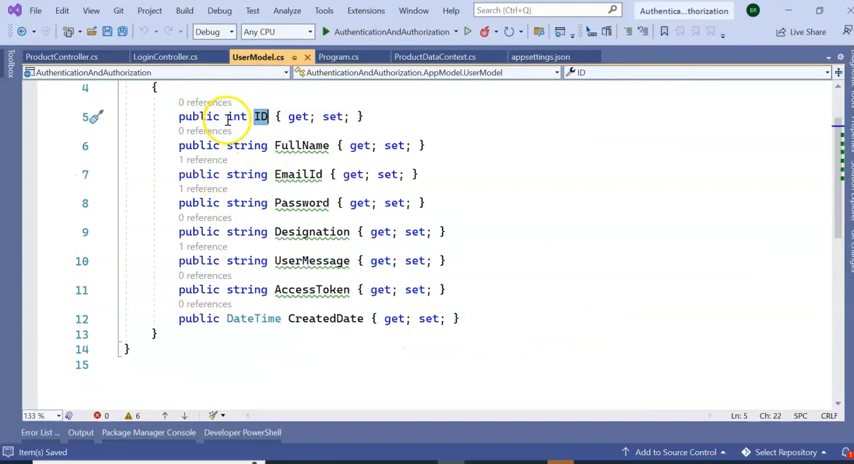 File Edit View Git Project Build Debug Test Analyze Tools Extensions Window Help Search (Ctrl+Q) Authentica...horization BR
Debug Any CPU AuthenticationAndAuthorization Live Share
ProductController.cs LoginController.cs UserModel.cs Program.cs ProductDataContext.cs appsettings.json
AuthenticationAndAuthorization AuthenticationAndAuthorization.AppModel.UserModel ID
Toolbox
4 {
0 references
5 public int ID { get; set; }
0 references
6 public string FullName { get; set; }
1 reference
7 public string EmailId { get; set; }
1 reference
8 public string Password { get; set; }
0 references
9 public string Designation { get; set; }
1 reference
10 public string UserMessage { get; set; }
0 references
11 public string AccessToken { get; set; }
0 references
12 public DateTime CreatedDate { get; set; }
13 }
14 }
15
133 % 0 6 Ln: 5 Ch: 22 SPC CRLF
Error List ... Output Package Manager Console Developer PowerShell
Item(s) Saved Add to Source Control Select Repository